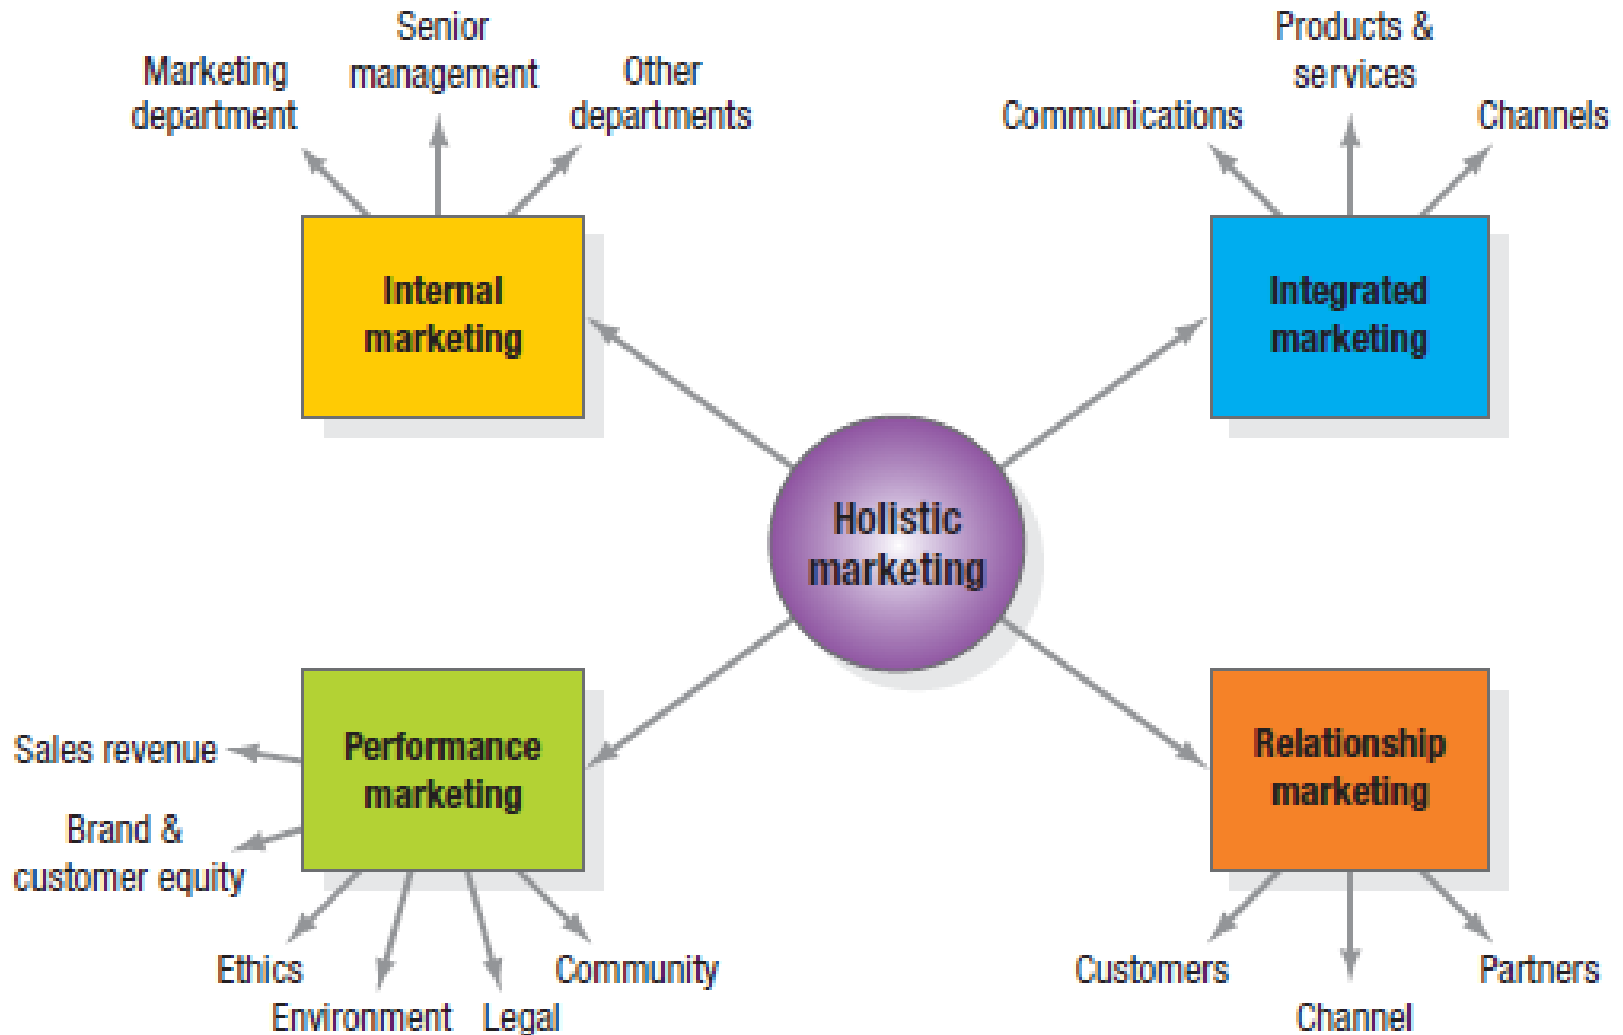 Senior
management
Marketing
department
Other
departments
Products &
services
Communications
Channels
Internal
marketing
Integrated
marketing
Holistic
marketing
Performance
marketing
Relationship
marketing
Sales revenue
Brand &
customer equity
Ethics
Environment
Legal
Community
Customers
Channel
Partners